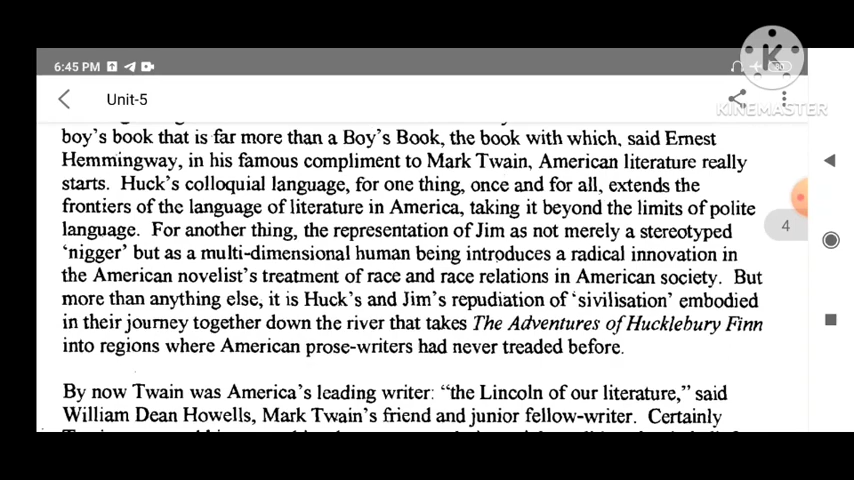 6:45 PM
K
KINEMASTER
Unit-5
boy's book that is far more than a Boy's Book, the book with which, said Ernest
Hemmingway, in his famous compliment to Mark Twain, American literature really
starts. Huck's colloquial language, for one thing, once and for all, extends the
frontiers of the language of literature in America, taking it beyond the limits of polite
language. For another thing, the representation of Jim as not merely a stereotyped
4
'nigger' but as a multi-dimensional human being introduces a radical innovation in
the American novelist's treatment of race and race relations in American society. But
more than anything else, it is Huck's and Jim's repudiation of 'sivilisation' embodied
in their journey together down the river that takes The Adventures of Hucklebury Finn
into regions where American prose-writers had never treaded before.
By now Twain was America's leading writer: "the Lincoln of our literature," said
William Dean Howells, Mark Twain's friend and junior fellow-writer. Certainly